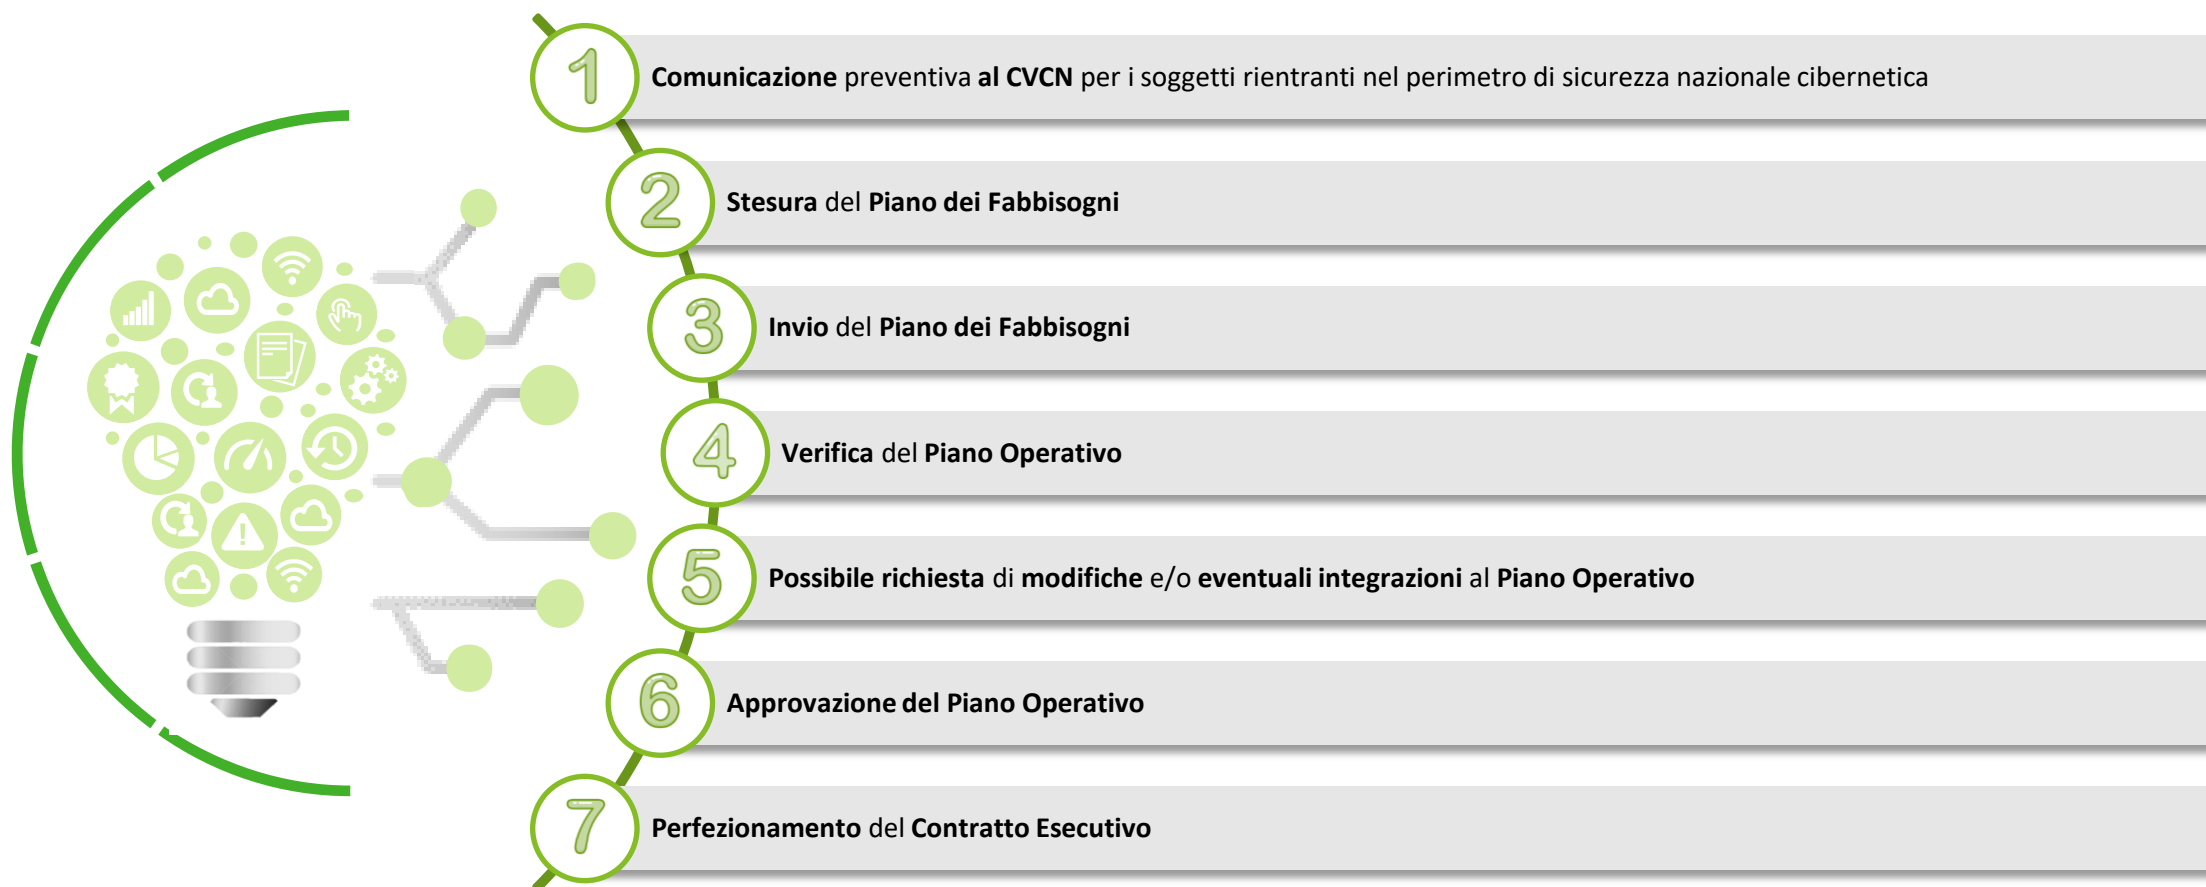 1
Comunicazione preventiva al CVCN per i soggetti rientranti nel perimetro di sicurezza nazionale cibernetica
2
Stesura del Piano dei Fabbisogni
3
Invio del Piano dei Fabbisogni
4
Verifica del Piano Operativo
5
Possibile richiesta di modifiche e/o eventuali integrazioni al Piano Operativo
6
Approvazione del Piano Operativo
7
Perfezionamento del Contratto Esecutivo